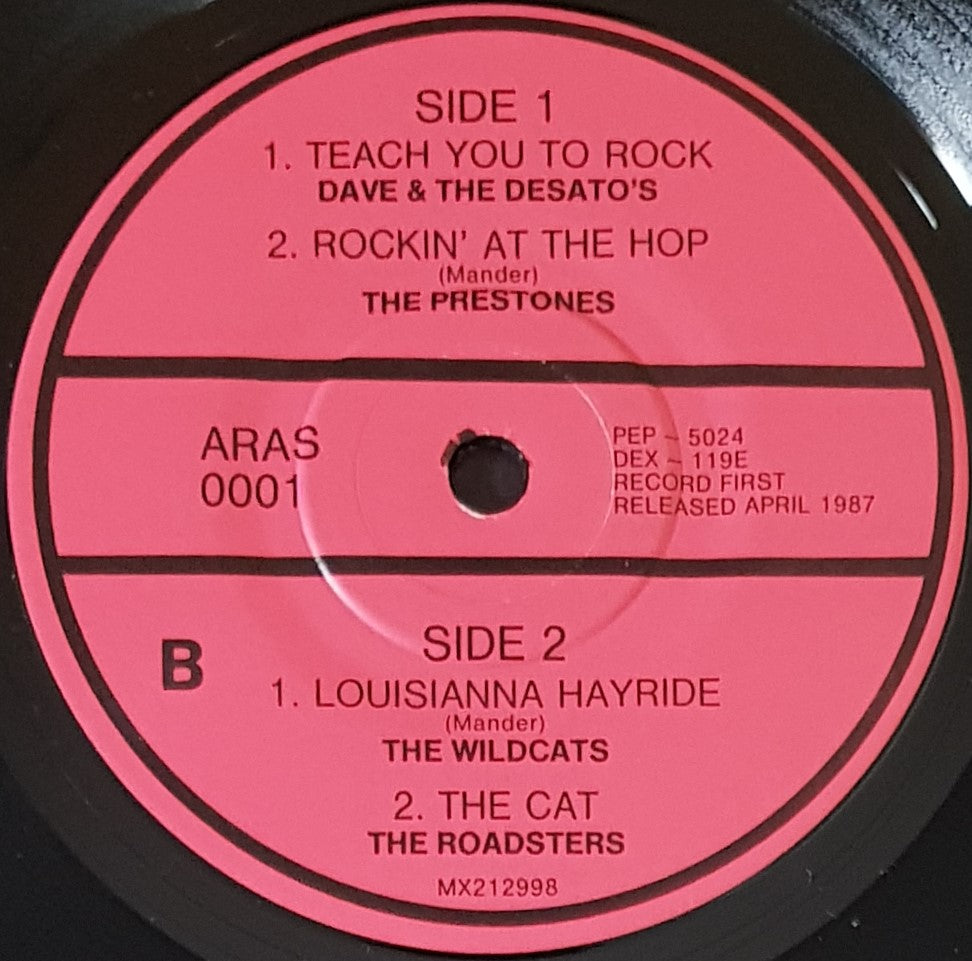 SIDE 1
1. TEACH YOU TO ROCK
DAVE & THE DESATO'S
2. ROCKIN' AT THE HOP
(Mander)
THE PRESTONES
ARAS
0001
PEP - 5024
DEX - 119E
RECORD FIRST
RELEASED APRIL 1987
B
SIDE 2
1. LOUISIANNA HAYRIDE
(Mander)
THE WILDCATS
2. THE CAT
THE ROADSTERS
MX212998